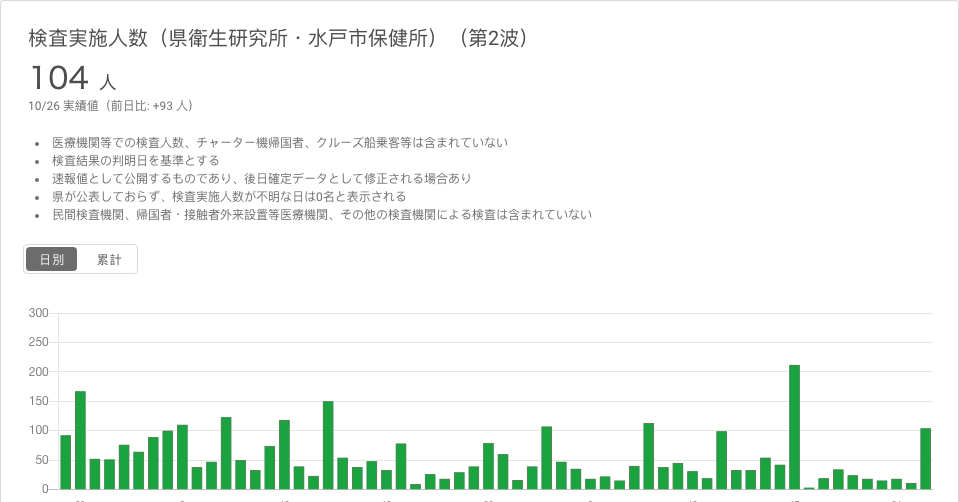 検査実施人数（県衛生研究所・水戸市保健所）（第2波）
104 人
10/26 実績値（前日比: +93 人）
医療機関等での検査人数、チャーター機帰国者、クルーズ船乗客等は含まれていない
検査結果の判明日を基準とする
速報値として公開するものであり、後日確定データとして修正される場合あり
県が公表しておらず、検査実施人数が不明な日は0名と表示される
民間検査機関、帰国者・接触者外来設置等医療機関、その他の検査機関による検査は含まれていない
日別 累計
300
250
200
150
100
50
0